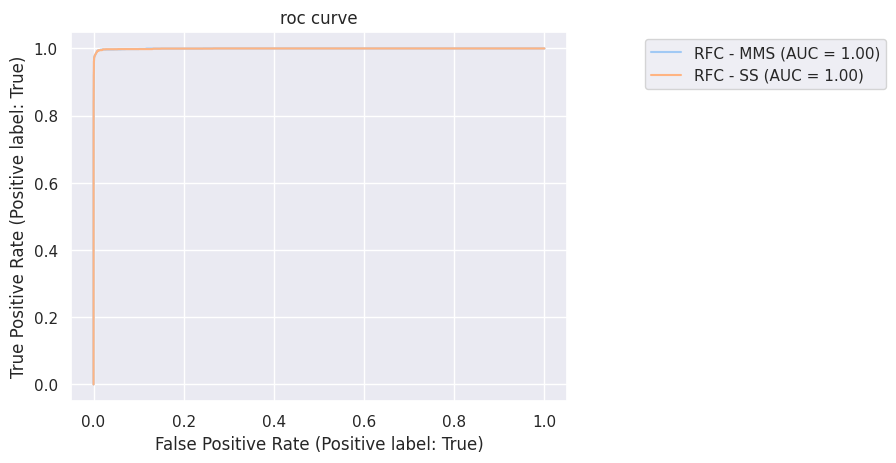 roc curve
1.0
0.8
0.6
0.4
0.2
0.0
True Positive Rate (Positive label: True)
0.0 0.2 0.4 0.6 0.8 1.0
False Positive Rate (Positive label: True)
RFC - MMS (AUC = 1.00)
RFC - SS (AUC = 1.00)